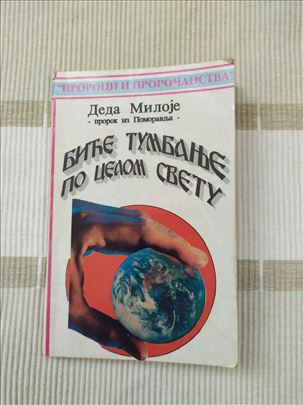 "ПРОРОЦИ И ПРОРОЧАНСТВА"
Деда Милоје
- пророк из Поморавља -
БИЋЕ ТУМБАЊЕ
ПО ЦЕЛОМ СВЕТУ